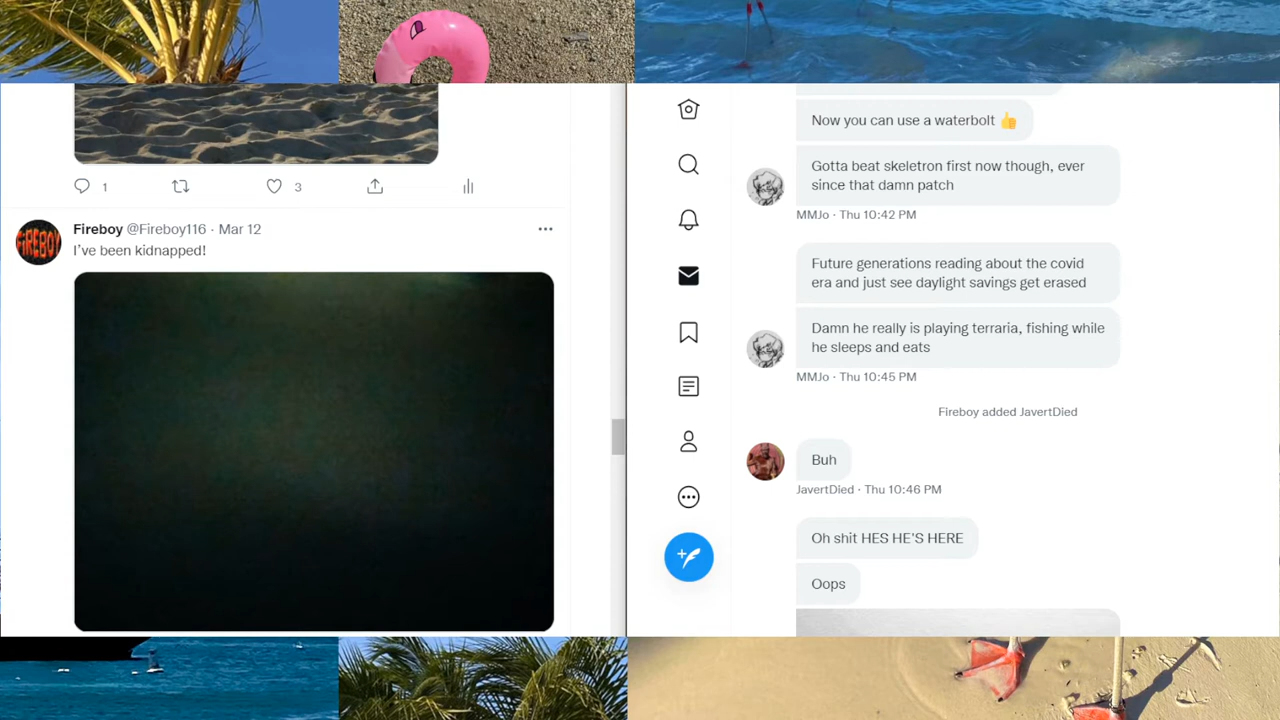 1
3
Fireboy @Fireboy116 · Mar 12
I've been kidnapped!
FiREBOY
Now you can use a waterbolt 👍
Gotta beat skeletron first now though, ever
since that damn patch
MMJo · Thu 10:42 PM
Future generations reading about the covid
era and just see daylight savings get erased
Damn he really is playing terraria, fishing while
he sleeps and eats
MMJo · Thu 10:45 PM
Fireboy added JavertDied
Buh
JavertDied · Thu 10:46 PM
Oh shit HES HE'S HERE
Oops